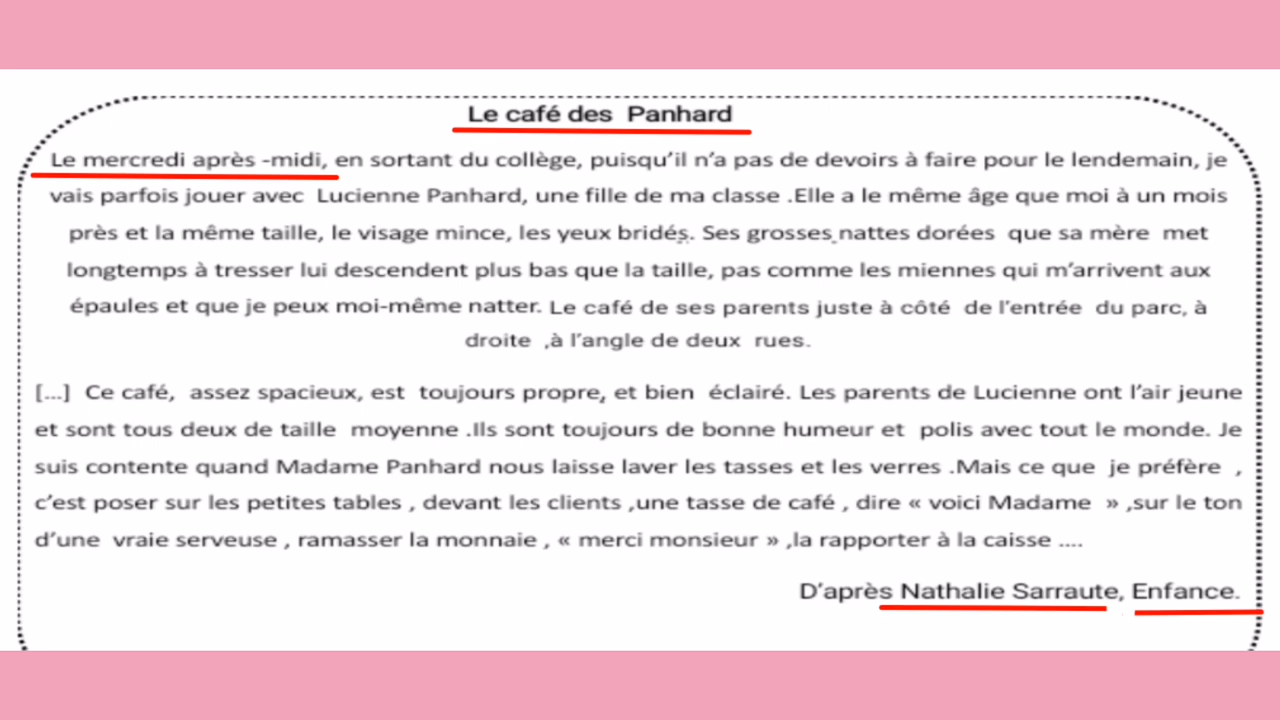 Le café des Panhard
Le mercredi après -midi, en sortant du collège, puisqu'il n'a pas de devoirs à faire pour le lendemain, je
vais parfois jouer avec Lucienne Panhard, une fille de ma classe .Elle a le même âge que moi à un mois
près et la même taille, le visage mince, les yeux bridés. Ses grosses nattes dorées que sa mère met
longtemps à tresser lui descendent plus bas que la taille, pas comme les miennes qui m'arrivent aux
épaules et que je peux moi-même natter. Le café de ses parents juste à côté de l'entrée du parc, à
droite ,à l'angle de deux rues.
[...] Ce café, assez spacieux, est toujours propre, et bien éclairé. Les parents de Lucienne ont l'air jeune
et sont tous deux de taille moyenne .Ils sont toujours de bonne humeur et polis avec tout le monde. Je
suis contente quand Madame Panhard nous laisse laver les tasses et les verres .Mais ce que je préfère ,
c'est poser sur les petites tables , devant les clients ,une tasse de café , dire « voici Madame » ,sur le ton
d'une vraie serveuse , ramasser la monnaie , « merci monsieur » ,la rapporter à la caisse ....
D'après Nathalie Sarraute, Enfance.